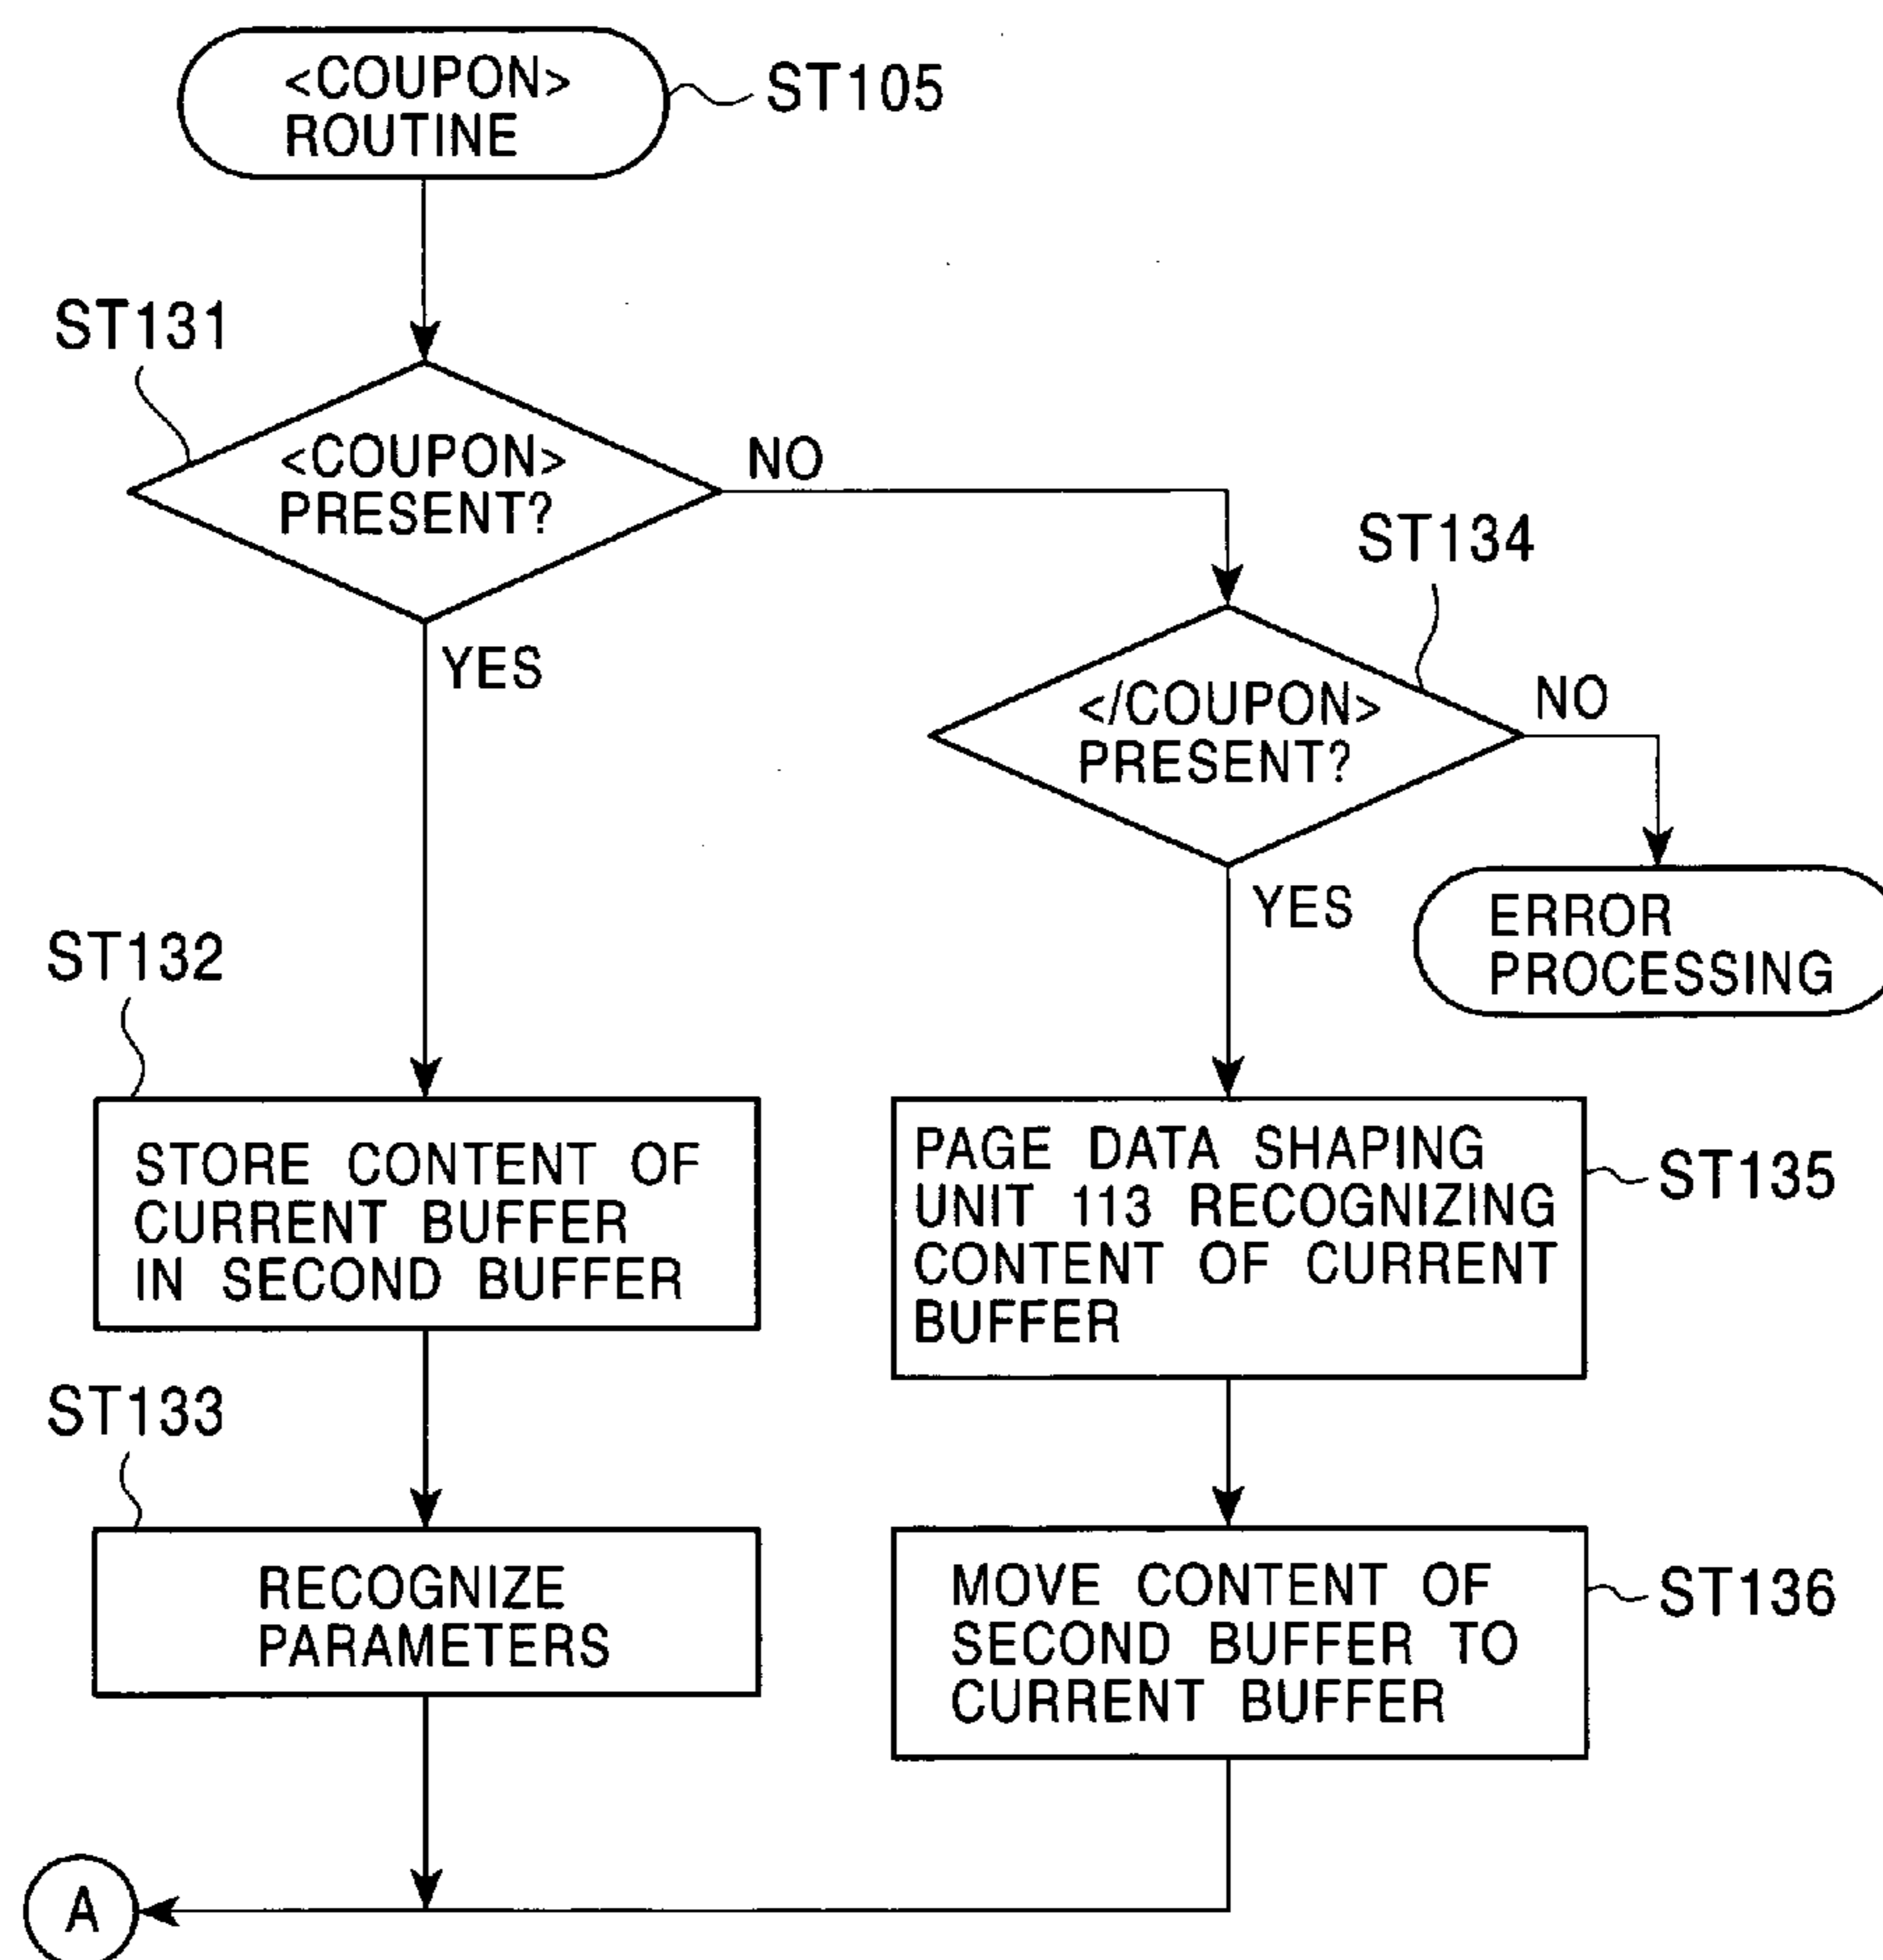 <COUPON>
ROUTINE
ST105
ST131
<COUPON>
PRESENT?
NO
YES
ST134
</COUPON>
PRESENT?
NO
YES
ERROR
PROCESSING
ST132
STORE CONTENT OF
CURRENT BUFFER
IN SECOND BUFFER
PAGE DATA SHAPING
UNIT 113 RECOGNIZING
CONTENT OF CURRENT
BUFFER
ST135
ST133
RECOGNIZE
PARAMETERS
MOVE CONTENT OF
SECOND BUFFER TO
CURRENT BUFFER
ST136
A